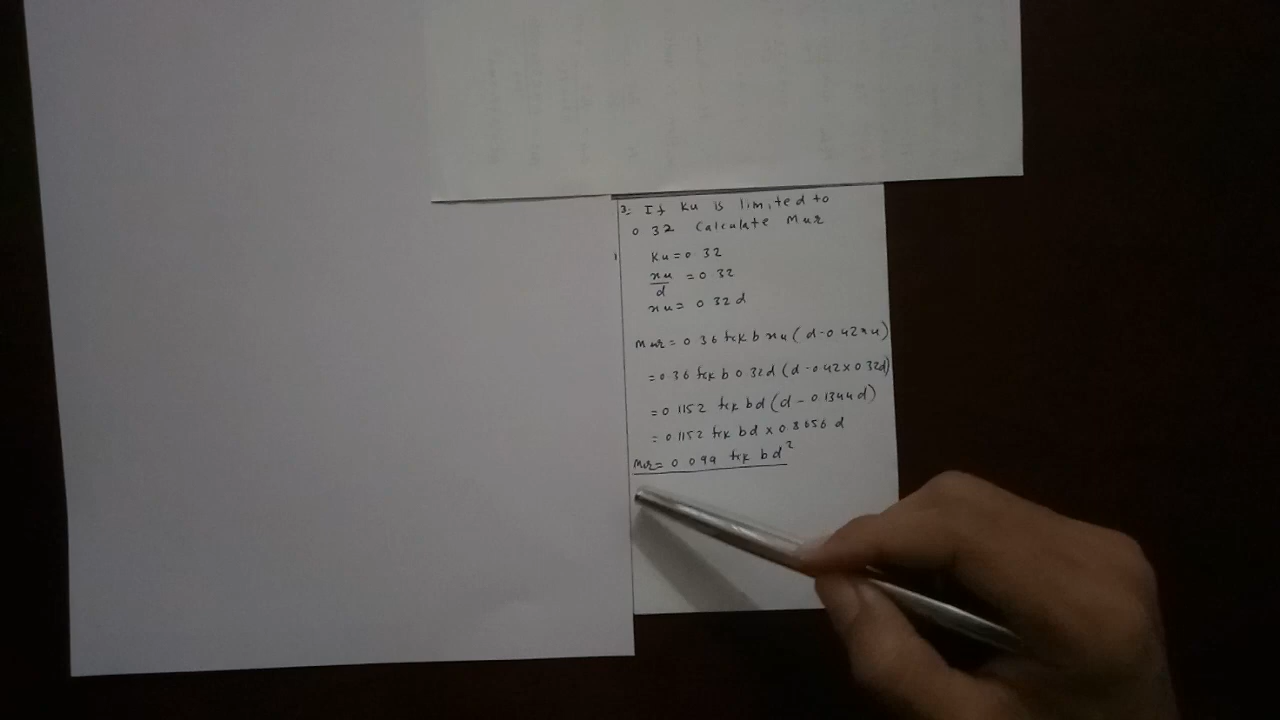 3: If Ku is limited to
0 32 Calculate Mur
Ku = 0 32
xu/d = 0 32
xu = 0 32 d
Mur = 0 36 fck b xu (d - 0 42 xu)
= 0 36 fck b 0 32d (d - 0 42 x 0 32d)
= 0 1152 fck bd (d - 0 1344 d)
= 0 1152 fck bd x 0 8656 d
Mur = 0 099 fck bd²